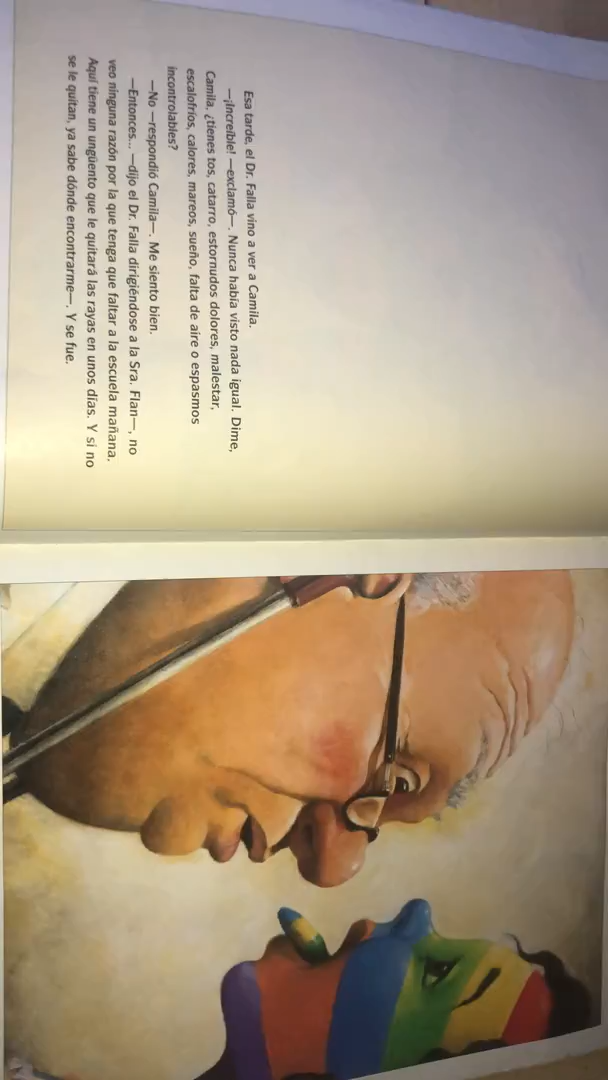 Esa tarde, el Dr. Falla vino a ver a Camila.
—¡Increíble! —exclamó—. Nunca había visto nada igual. Dime,
Camila, ¿tienes tos, catarro, estornudos dolores, malestar,
escalofríos, calores, mareos, sueño, falta de aire o espasmos
incontrolables?
—No —respondió Camila—. Me siento bien.
—Entonces... —dijo el Dr. Falla dirigiéndose a la Sra. Flan—, no
veo ninguna razón por la que tenga que faltar a la escuela mañana.
Aquí tiene un ungüento que le quitará las rayas en unos días. Y si no
se le quitan, ya sabe dónde encontrarme—. Y se fue.